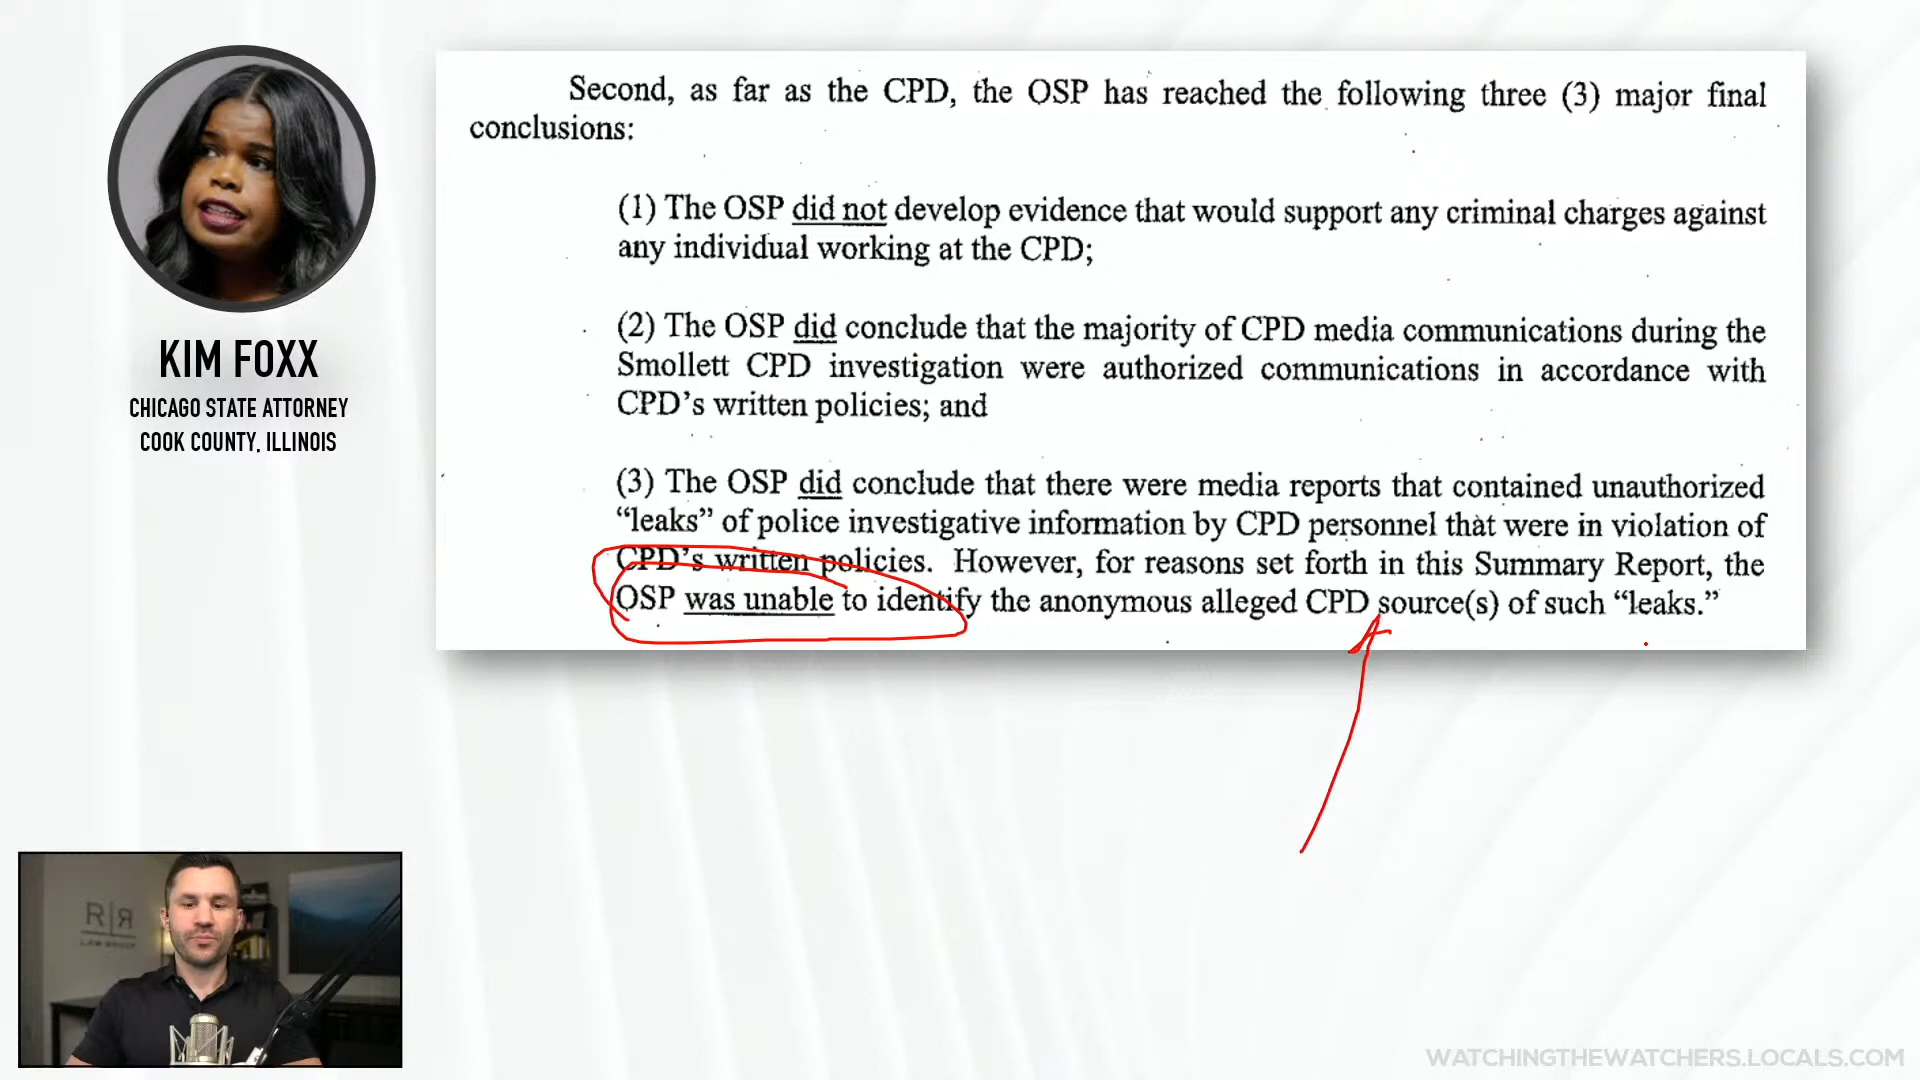 KIM FOXX
CHICAGO STATE ATTORNEY
COOK COUNTY, ILLINOIS
Second, as far as the CPD, the OSP has reached the following three (3) major final
conclusions:
(1) The OSP did not develop evidence that would support any criminal charges against
any individual working at the CPD;
(2) The OSP did conclude that the majority of CPD media communications during the
Smollett CPD investigation were authorized communications in accordance with
CPD's written policies; and
(3) The OSP did conclude that there were media reports that contained unauthorized
“leaks” of police investigative information by CPD personnel that were in violation of
CPD's written policies. However, for reasons set forth in this Summary Report, the
OSP was unable to identify the anonymous alleged CPD source(s) of such “leaks.”
R|R
LAW GROUP
WATCHINGTHEWATCHERS.LOCALS.COM